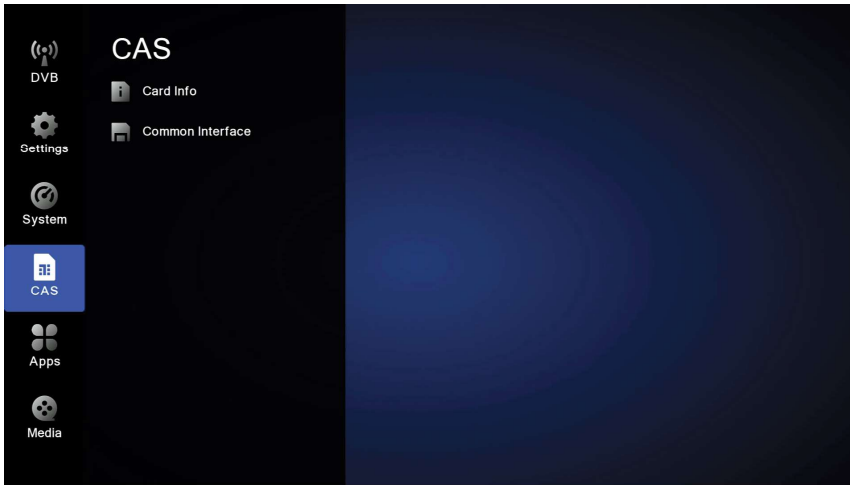 DVB
Settings
System
CAS
Apps
Media
CAS
Card Info
Common Interface